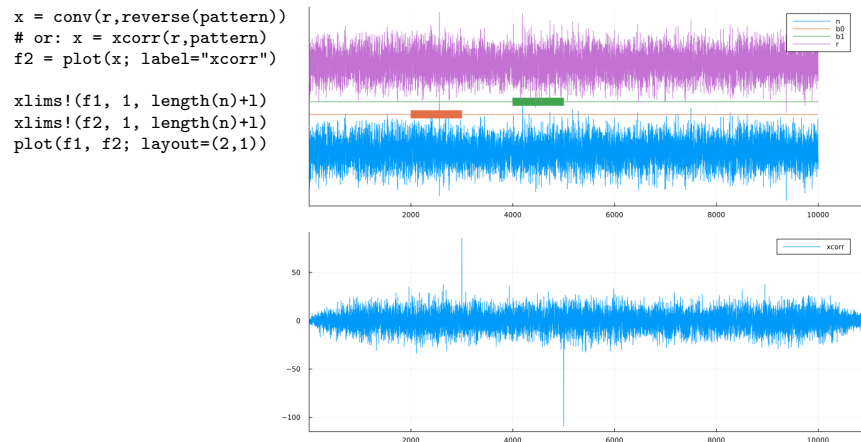 x = conv(r,reverse(pattern))
# or: x = xcorr(r,pattern)
f2 = plot(x; label="xcorr")
xlims!(f1, 1, length(n)+l)
xlims!(f2, 1, length(n)+l)
plot(f1, f2; layout=(2,1))
n
b0
b1
r
2000 4000 6000 8000 10000
xcorr
50
0
−50
−100
2000 4000 6000 8000 10000